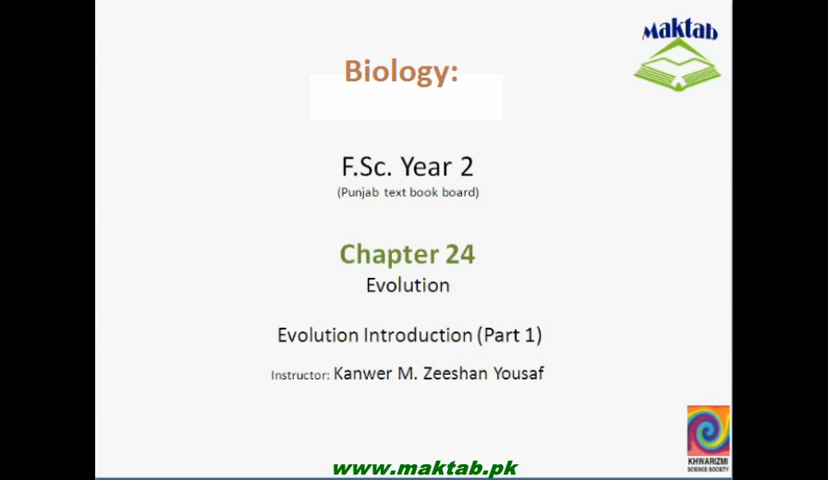 Maktab
Biology:
F.Sc. Year 2
(Punjab text book board)
Chapter 24
Evolution
Evolution Introduction (Part 1)
Instructor: Kanwer M. Zeeshan Yousaf
KHWARIZMI
SCIENCE SOCIETY
www.maktab.pk